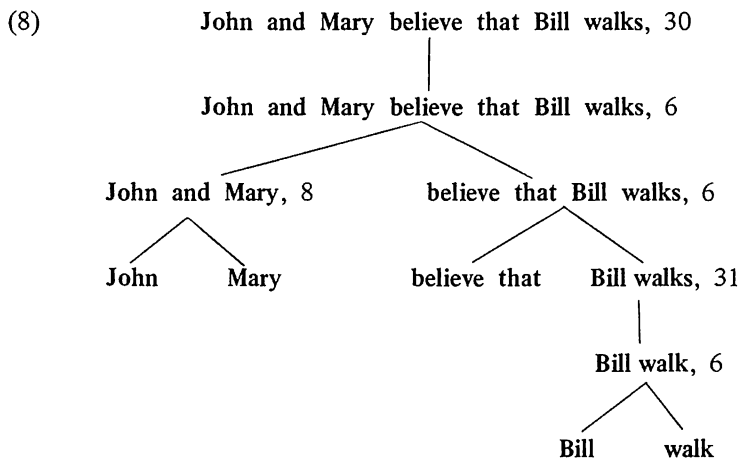 (8) John and Mary believe that Bill walks, 30
John and Mary believe that Bill walks, 6
John and Mary, 8 believe that Bill walks, 6
John Mary believe that Bill walks, 31
Bill walk, 6
Bill walk